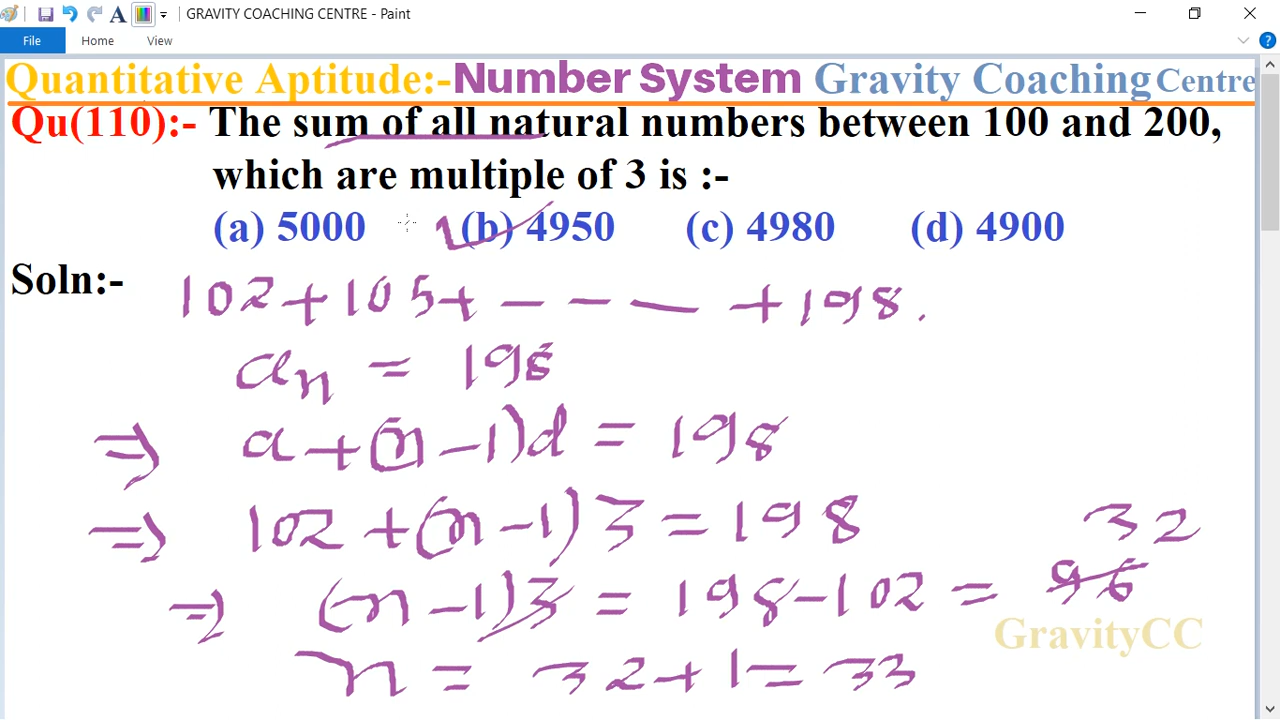 GRAVITY COACHING CENTRE - Paint
File Home View
Quantitative Aptitude:-Number System Gravity Coaching Centre
Qu(110):- The sum of all natural numbers between 100 and 200,
which are multiple of 3 is :-
(a) 5000 (b) 4950 (c) 4980 (d) 4900
Soln:- 102+105+ - - - +198.
an = 198
⇒ a+(n-1)d = 198
⇒ 102+(n-1)3 = 198
32
⇒ (n-1)3 = 198-102 = 96
GravityCC
n = 32+1=33